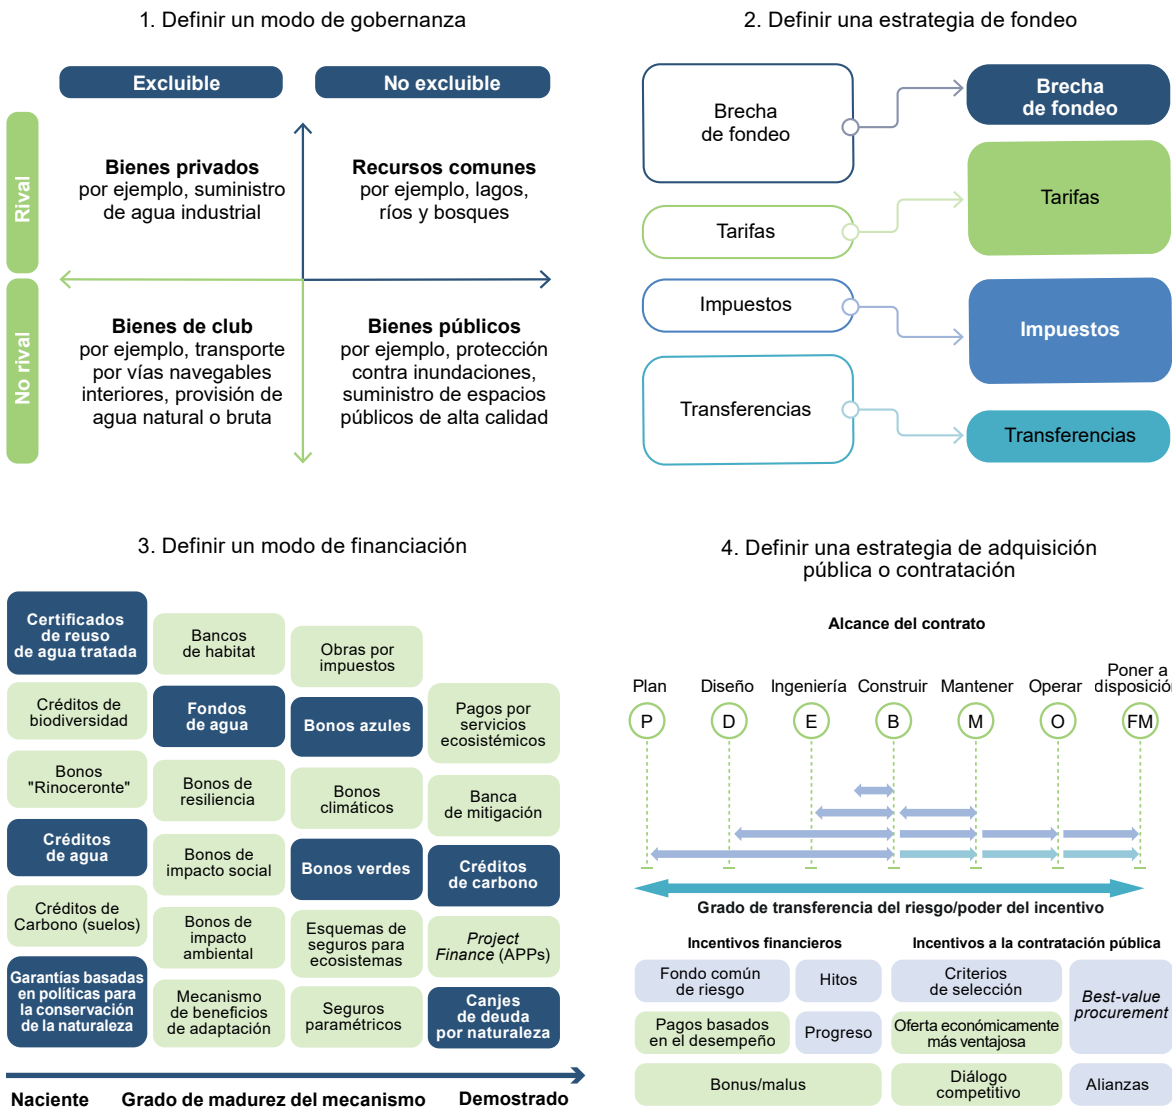 1. Definir un modo de gobernanza
Excluible
No excluible
Rival
No rival
Bienes privados
por ejemplo, suministro
de agua industrial
Recursos comunes
por ejemplo, lagos,
ríos y bosques
Bienes de club
por ejemplo, transporte
por vías navegables
interiores, provisión de
agua natural o bruta
Bienes públicos
por ejemplo, protección
contra inundaciones,
suministro de espacios
públicos de alta calidad
2. Definir una estrategia de fondeo
Brecha
de fondeo
Tarifas
Impuestos
Transferencias
Brecha
de fondeo
Tarifas
Impuestos
Transferencias
3. Definir un modo de financiación
Certificados
de reuso
de agua tratada
Créditos de
biodiversidad
Bonos
"Rinoceronte"
Créditos
de agua
Créditos de
Carbono (suelos)
Garantías basadas
en políticas para
la conservación
de la naturaleza
Bancos
de habitat
Fondos
de agua
Bonos de
resiliencia
Bonos de
impacto social
Bonos de
impacto
ambiental
Mecanismo
de beneficios
de adaptación
Obras por
impuestos
Bonos azules
Bonos
climáticos
Bonos verdes
Esquemas de
seguros para
ecosistemas
Seguros
paramétricos
Pagos por
servicios
ecosistémicos
Banca
de mitigación
Créditos
de carbono
Project
Finance (APPs)
Canjes
de deuda
por naturaleza
Naciente
Grado de madurez del mecanismo
Demostrado
4. Definir una estrategia de adquisición
pública o contratación
Alcance del contrato
Plan
Diseño
Ingeniería
Construir
Mantener
Operar
Poner a
disposición
P
D
E
B
M
O
FM
Grado de transferencia del riesgo/poder del incentivo
Incentivos financieros
Fondo común
de riesgo
Hitos
Pagos basados
en el desempeño
Progreso
Bonus/malus
Incentivos a la contratación pública
Criterios
de selección
Best-value
procurement
Oferta económicamente
más ventajosa
Diálogo
competitivo
Alianzas